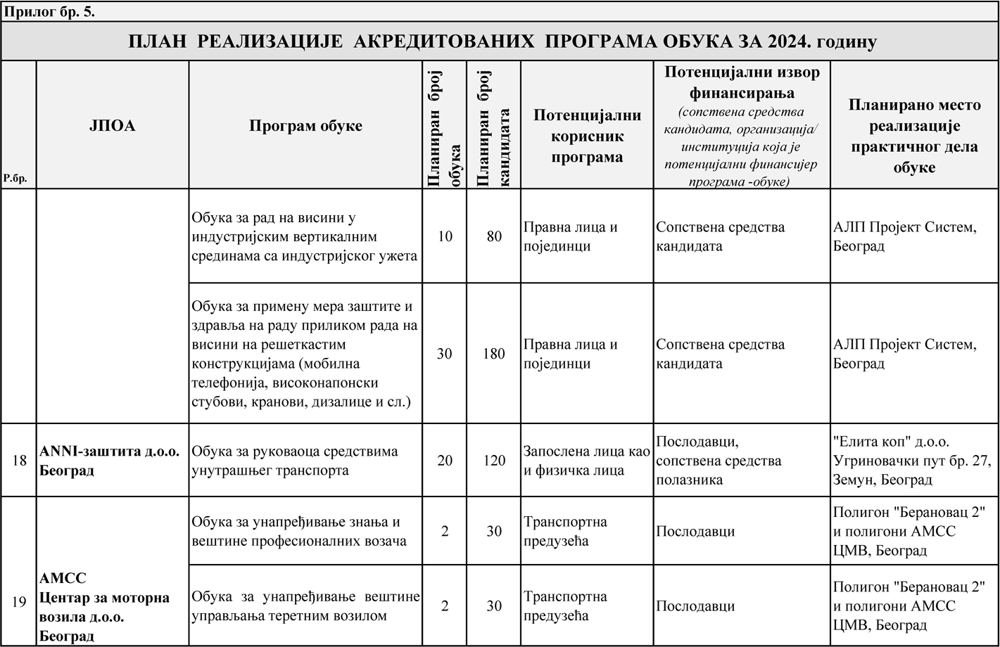 Прилог бр. 5.
ПЛАН РЕАЛИЗАЦИЈЕ АКРЕДИТОВАНИХ ПРОГРАМА ОБУКА ЗА 2024. годину
Р.бр.
ЈПОА
Програм обуке
Планиран број
обука
Планиран број
кандидата
Потенцијални
корисник
програма
Потенцијални извор
финансирања
(сопствена средства
кандидата, организација/
институција која је
потенцијални финансијер
програма -обуке)
Планирано место
реализације
практичног дела
обуке
Обука за рад на висини у
индустријским вертикалним
срединама са индустријског ужета
10
80
Правна лица и
појединци
Сопствена средства
кандидата
АЛП Пројект Систем,
Београд
Обука за примену мера заштите и
здравља на раду приликом рада на
висини на решеткастим
конструкцијама (мобилна
телефонија, високонапонски
стубови, кранови, дизалице и сл.)
30
180
Правна лица и
појединци
Сопствена средства
кандидата
АЛП Пројект Систем,
Београд
18
ANNI-заштита д.о.о.
Београд
Обука за руковаоца средствима
унутрашњег транспорта
20
120
Запослена лица као
и физичка лица
Послодавци,
сопствена средства
полазника
"Елита коп" д.о.о.
Угриновачки пут бр. 27,
Земун, Београд
19
АМСС
Центар за моторна
возила д.о.о.
Београд
Обука за унапређивање знања и
вештине професионалних возача
2
30
Транспортна
предузећа
Послодавци
Полигон "Берановац 2"
и полигони АМСС
ЦМВ, Београд
Обука за унапређивање вештине
управљања теретним возилом
2
30
Транспортна
предузећа
Послодавци
Полигон "Берановац 2"
и полигони АМСС
ЦМВ, Београд